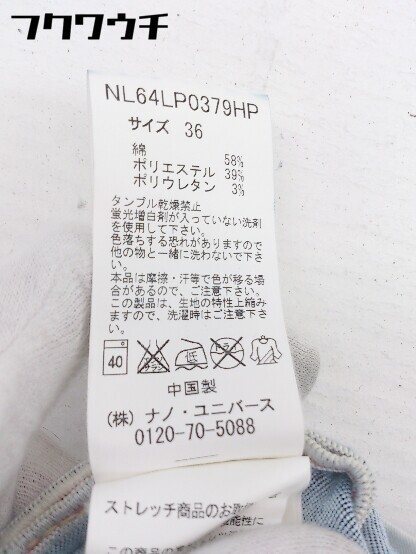 フクワウチ
NL64LP0379HP
サイズ 36
綿 58%
ポリエステル 39%
ポリウレタン 3%
タンブル乾燥禁止
蛍光増白剤が入っていない洗剤
を使用して下さい。
色落ちする恐れがありますので
他の物と一緒に洗わないで下さ
い。
本品は摩擦・汗等で色が移る場
合があるので、ご注意下さい。
この製品は、生地の特性上縮み
ますので、洗濯時はご注意下さ
い。
40 低 ドライ
中国製
(株) ナノ・ユニバース
0120-70-5088
ストレッチ商品のお取
機能性に